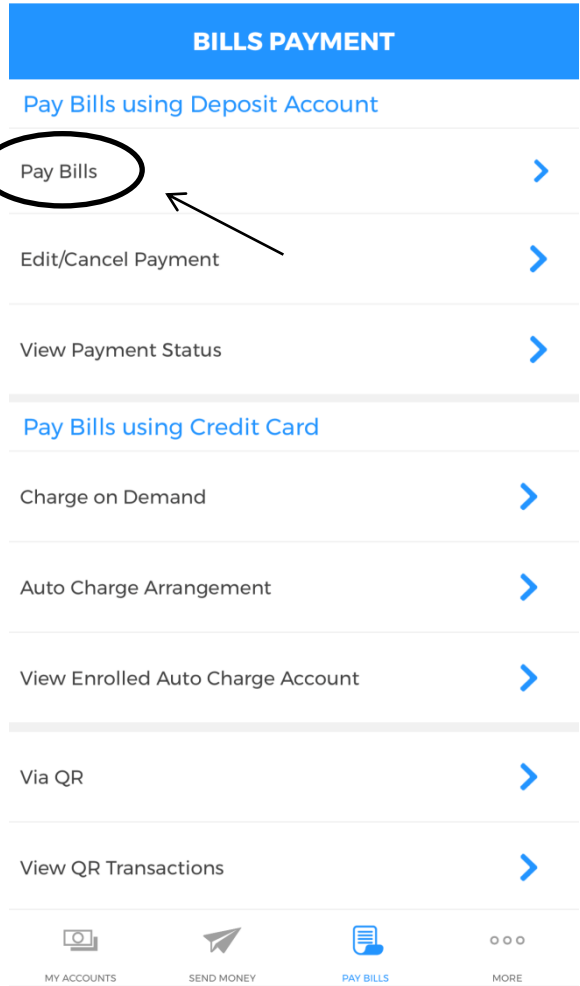 BILLS PAYMENT
Pay Bills using Deposit Account
Pay Bills
Edit/Cancel Payment
View Payment Status
Pay Bills using Credit Card
Charge on Demand
Auto Charge Arrangement
View Enrolled Auto Charge Account
Via QR
View QR Transactions
MY ACCOUNTS SEND MONEY PAY BILLS MORE